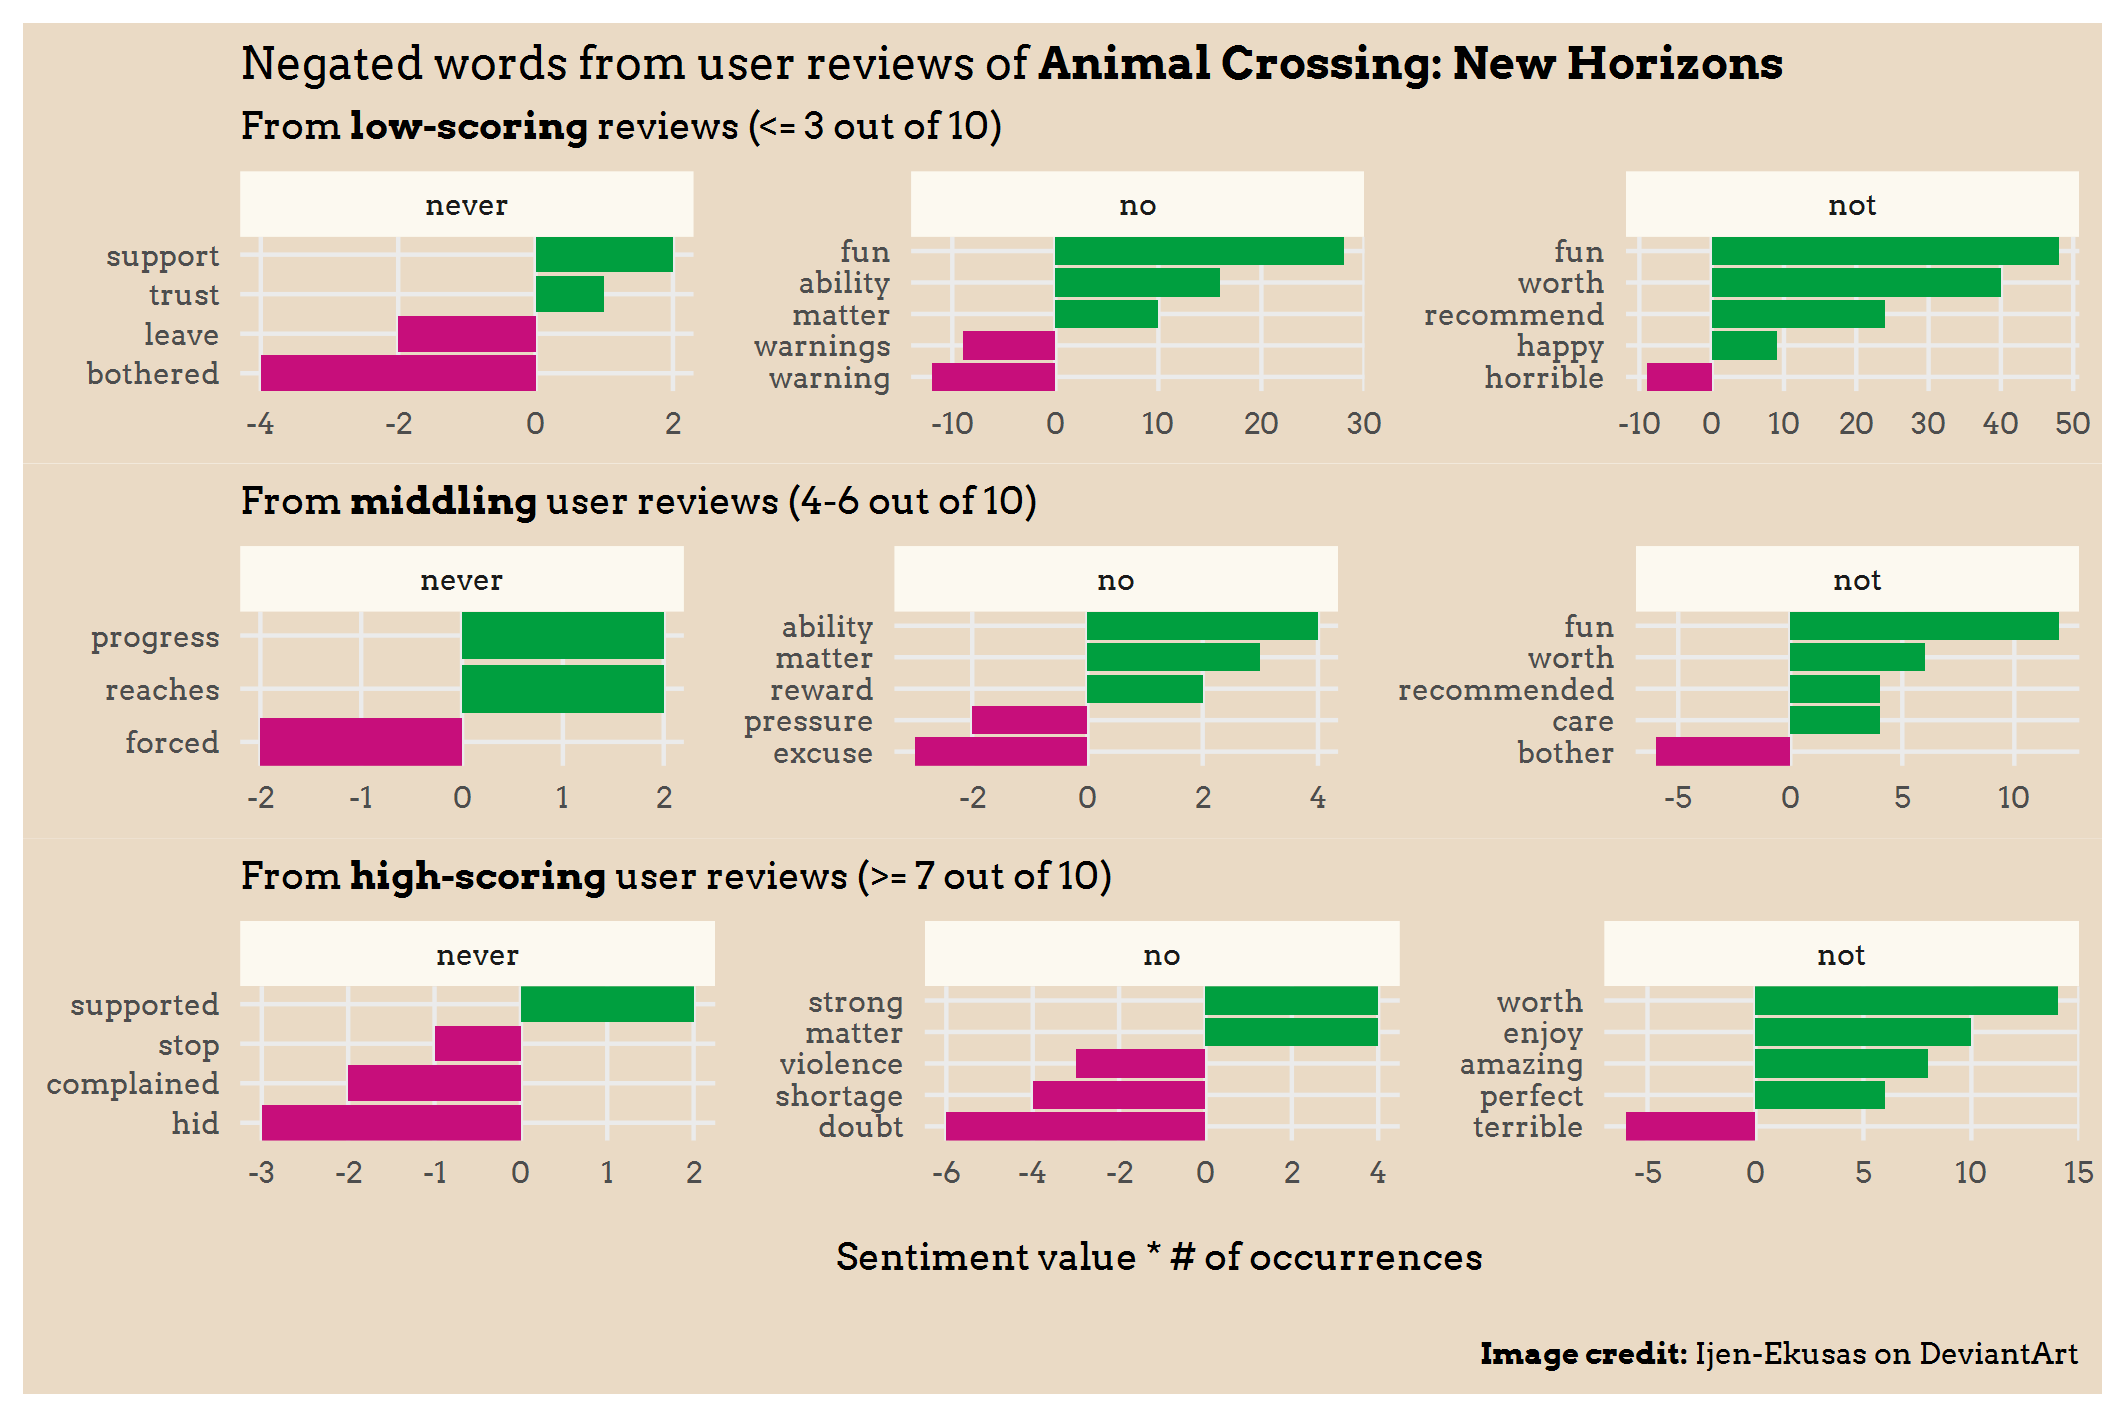 Negated words from user reviews of Animal Crossing: New Horizons
From low-scoring reviews (<= 3 out of 10)
never
support
trust
leave
bothered
-4 -2 0 2
no
fun
ability
matter
warnings
warning
-10 0 10 20 30
not
fun
worth
recommend
happy
horrible
-10 0 10 20 30 40 50
From middling user reviews (4-6 out of 10)
never
progress
reaches
forced
-2 -1 0 1 2
no
ability
matter
reward
pressure
excuse
-2 0 2 4
not
fun
worth
recommended
care
bother
-5 0 5 10
From high-scoring user reviews (>= 7 out of 10)
never
supported
stop
complained
hid
-3 -2 -1 0 1 2
no
strong
matter
violence
shortage
doubt
-6 -4 -2 0 2 4
not
worth
enjoy
amazing
perfect
terrible
-5 0 5 10 15
Sentiment value * # of occurrences
Image credit: Ijen-Ekusas on DeviantArt